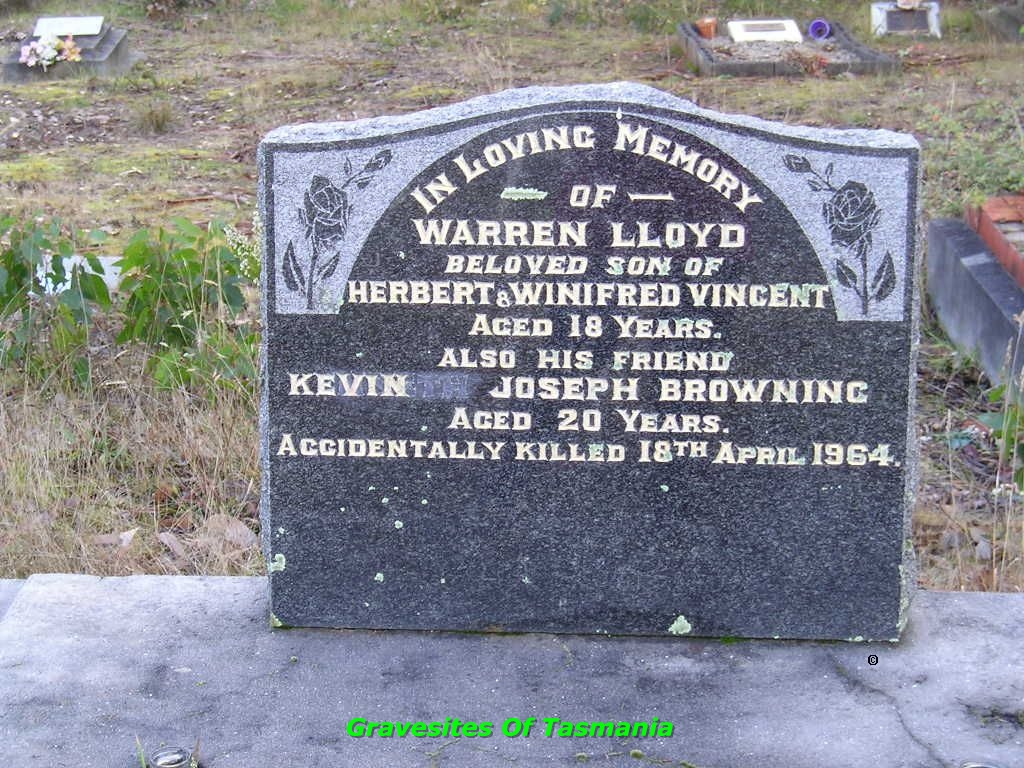 IN LOVING MEMORY
OF
WARREN LLOYD
BELOVED SON OF
HERBERT & WINIFRED VINCENT
AGED 18 YEARS.
ALSO HIS FRIEND
KEVIN JOSEPH BROWNING
AGED 20 YEARS.
ACCIDENTALLY KILLED 18TH APRIL 1964.
©
Gravesites Of Tasmania